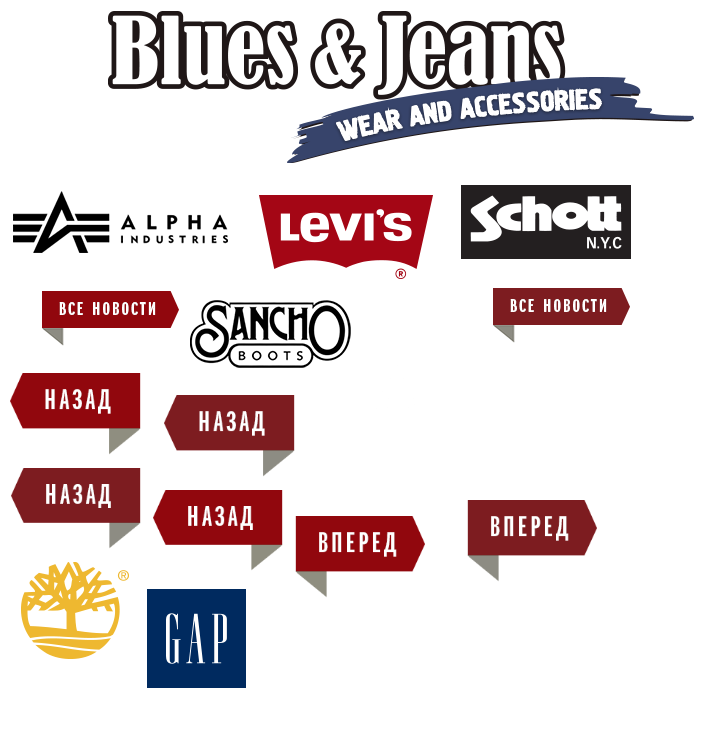 Blues & Jeans
WEAR AND ACCESSORIES
ALPHA
INDUSTRIES
LEVI'S
®
Schott
N.Y.C
ВСЕ НОВОСТИ
SANCHO
BOOTS
ВСЕ НОВОСТИ
НАЗАД
НАЗАД
НАЗАД
НАЗАД
ВПЕРЕД
ВПЕРЕД
®
GAP